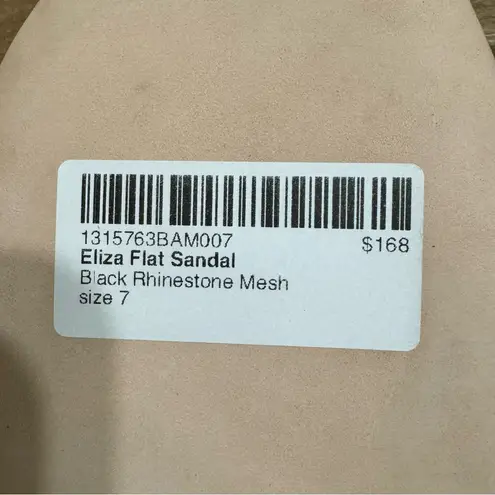 1315763BAM007 $168
Eliza Flat Sandal
Black Rhinestone Mesh
size 7